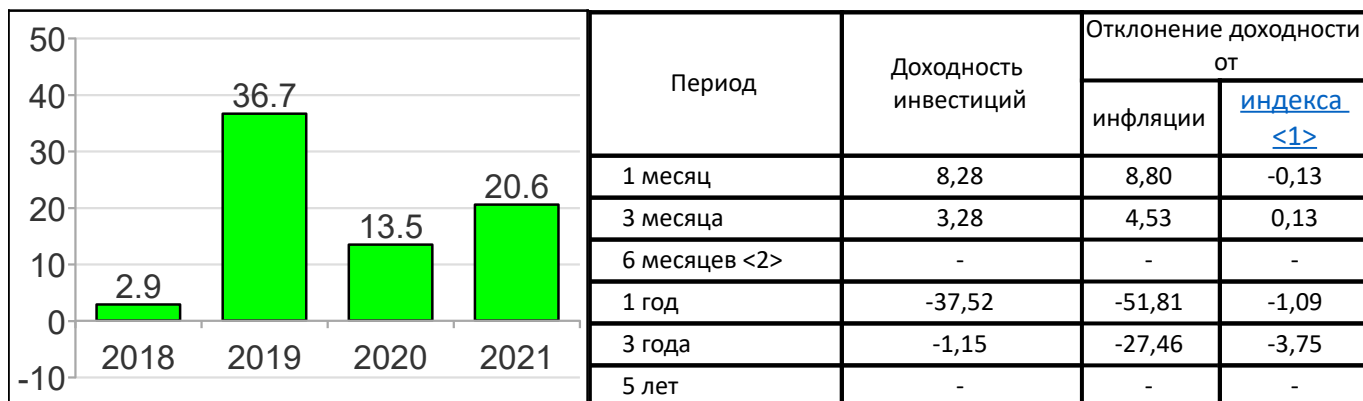 50
40
30
20
10
0
-10
2.9
36.7
13.5
20.6
2018 2019 2020 2021
Период
Доходность
инвестиций
Отклонение доходности
от
инфляции
индекса
<1>
1 месяц 8,28 8,80 -0,13
3 месяца 3,28 4,53 0,13
6 месяцев <2> - - -
1 год -37,52 -51,81 -1,09
3 года -1,15 -27,46 -3,75
5 лет - - -